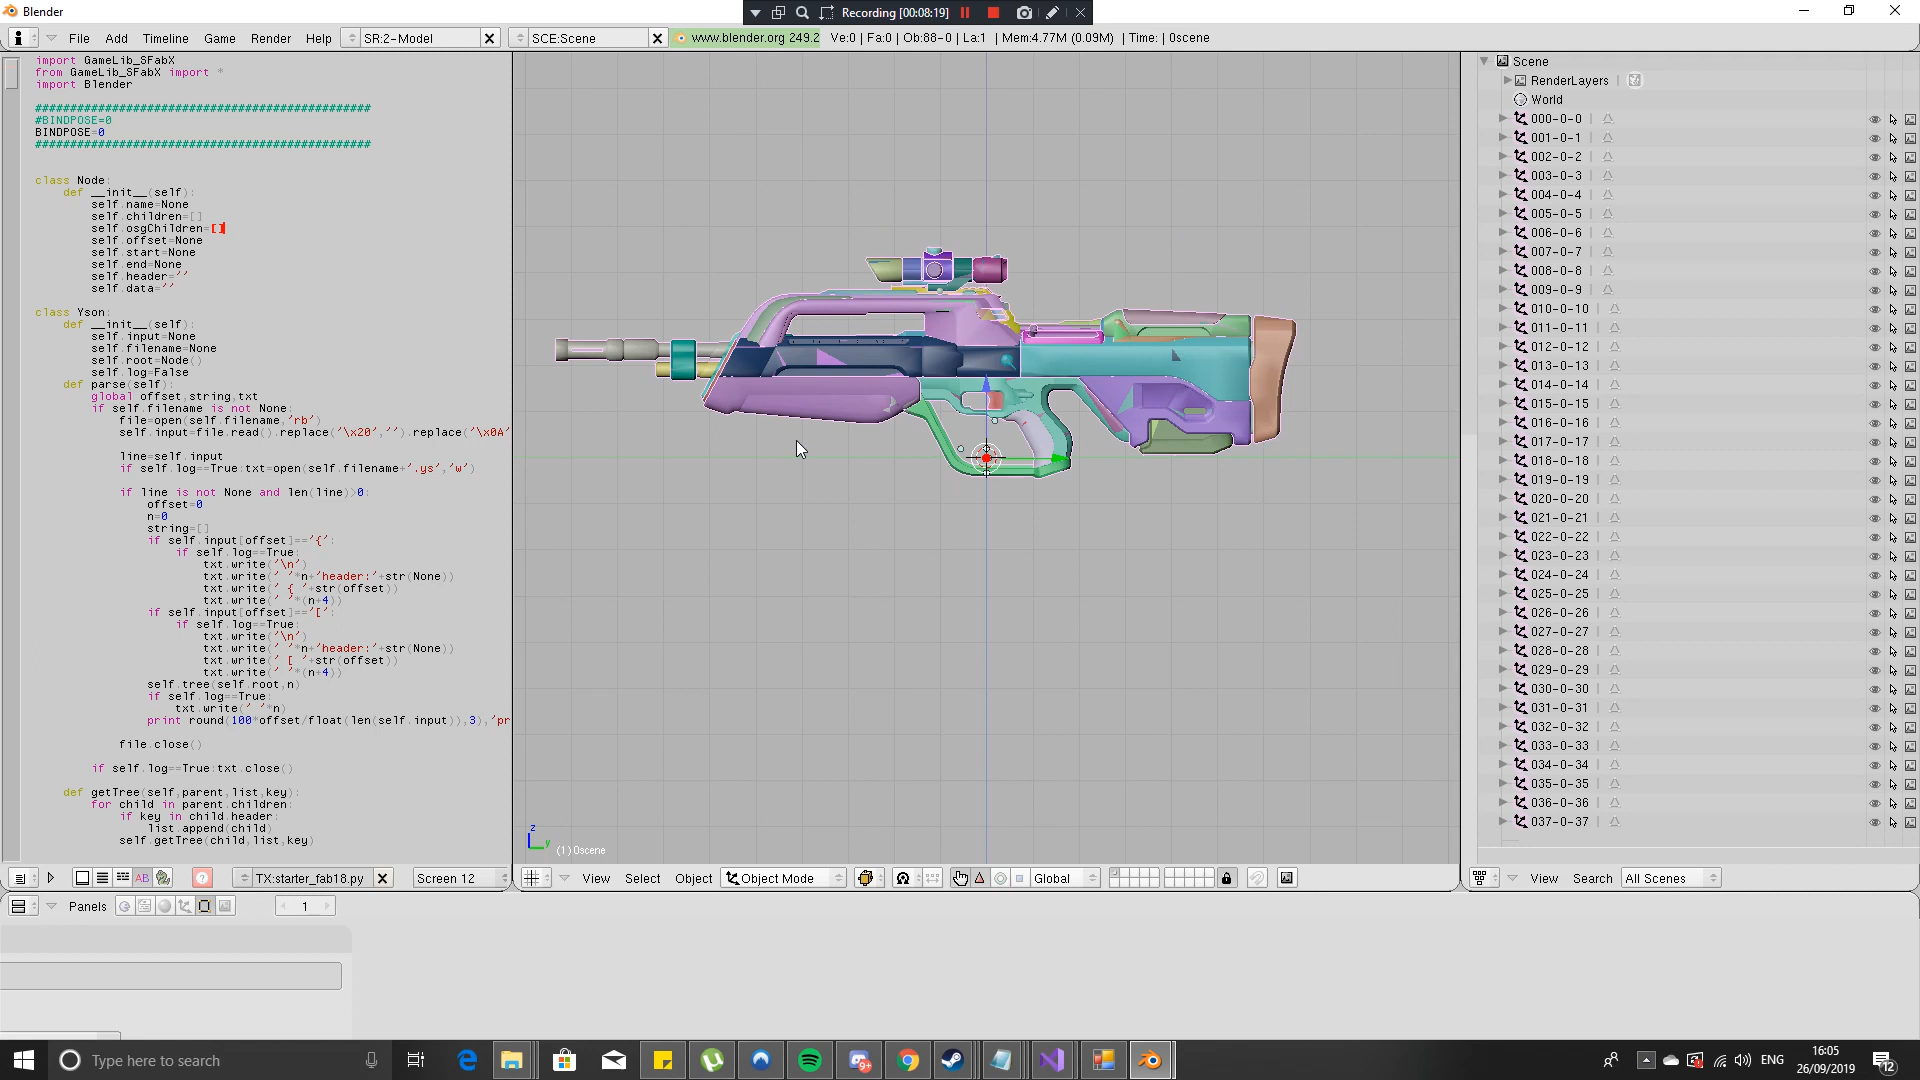 Blender
Recording [00:08:19]
File Add Timeline Game Render Help SR:2-Model SCE:Scene www.blender.org 249.2 Ve:0 | Fa:0 | Ob:88-0 | La:1 | Mem:4.77M (0.09M) | Time: | 0scene
import GameLib_SFabX
from GameLib_SFabX import *
import Blender
################################################
#BINDPOSE=0
BINDPOSE=0
################################################
class Node:
def __init__(self):
self.name=None
self.children=[]
self.osgChildren=[]
self.offset=None
self.start=None
self.end=None
self.header=''
self.data=''
class Yson:
def __init__(self):
self.input=None
self.filename=None
self.root=Node()
self.log=False
def parse(self):
global offset,string,txt
if self.filename is not None:
file=open(self.filename,'rb')
self.input=file.read().replace('\x20','').replace('\x0A'
line=self.input
if self.log==True:txt=open(self.filename+'.ys','w')
if line is not None and len(line)>0:
offset=0
n=0
string=[]
if self.input[offset]=='{':
if self.log==True:
txt.write('\n')
txt.write(' '*n+'header:'+str(None))
txt.write(' { '+str(offset))
txt.write(' '*(n+4))
if self.input[offset]=='[':
if self.log==True:
txt.write('\n')
txt.write(' '*n+'header:'+str(None))
txt.write(' [ '+str(offset))
txt.write(' '*(n+4))
self.tree(self.root,n)
if self.log==True:
txt.write(' '*n)
print round(100*offset/float(len(self.input)),3),'pr
file.close()
if self.log==True:txt.close()
def getTree(self,parent,list,key):
for child in parent.children:
if key in child.header:
list.append(child)
self.getTree(child,list,key)
z
y
(1) 0scene
Scene
RenderLayers
World
000-0-0
001-0-1
002-0-2
003-0-3
004-0-4
005-0-5
006-0-6
007-0-7
008-0-8
009-0-9
010-0-10
011-0-11
012-0-12
013-0-13
014-0-14
015-0-15
016-0-16
017-0-17
018-0-18
019-0-19
020-0-20
021-0-21
022-0-22
023-0-23
024-0-24
025-0-25
026-0-26
027-0-27
028-0-28
029-0-29
030-0-30
031-0-31
032-0-32
033-0-33
034-0-34
035-0-35
036-0-36
037-0-37
AB TX:starter_fab18.py Screen 12
View Select Object Object Mode Global
View Search All Scenes
Panels 1
Type here to search
ENG
16:05
26/09/2019
12